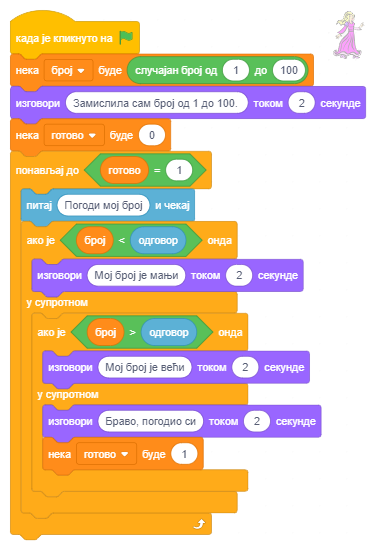 када је кликнуто на
нека број буде случајан број од 1 до 100
изговори Замислила сам број од 1 до 100. током 2 секунде
нека готово буде 0
понављај до готово = 1
питај Погоди мој број и чекај
ако је број < одговор онда
изговори Мој број је мањи током 2 секунде
у супротном
ако је број > одговор онда
изговори Мој број је већи током 2 секунде
у супротном
изговори Браво, погодио си током 2 секунде
нека готово буде 1